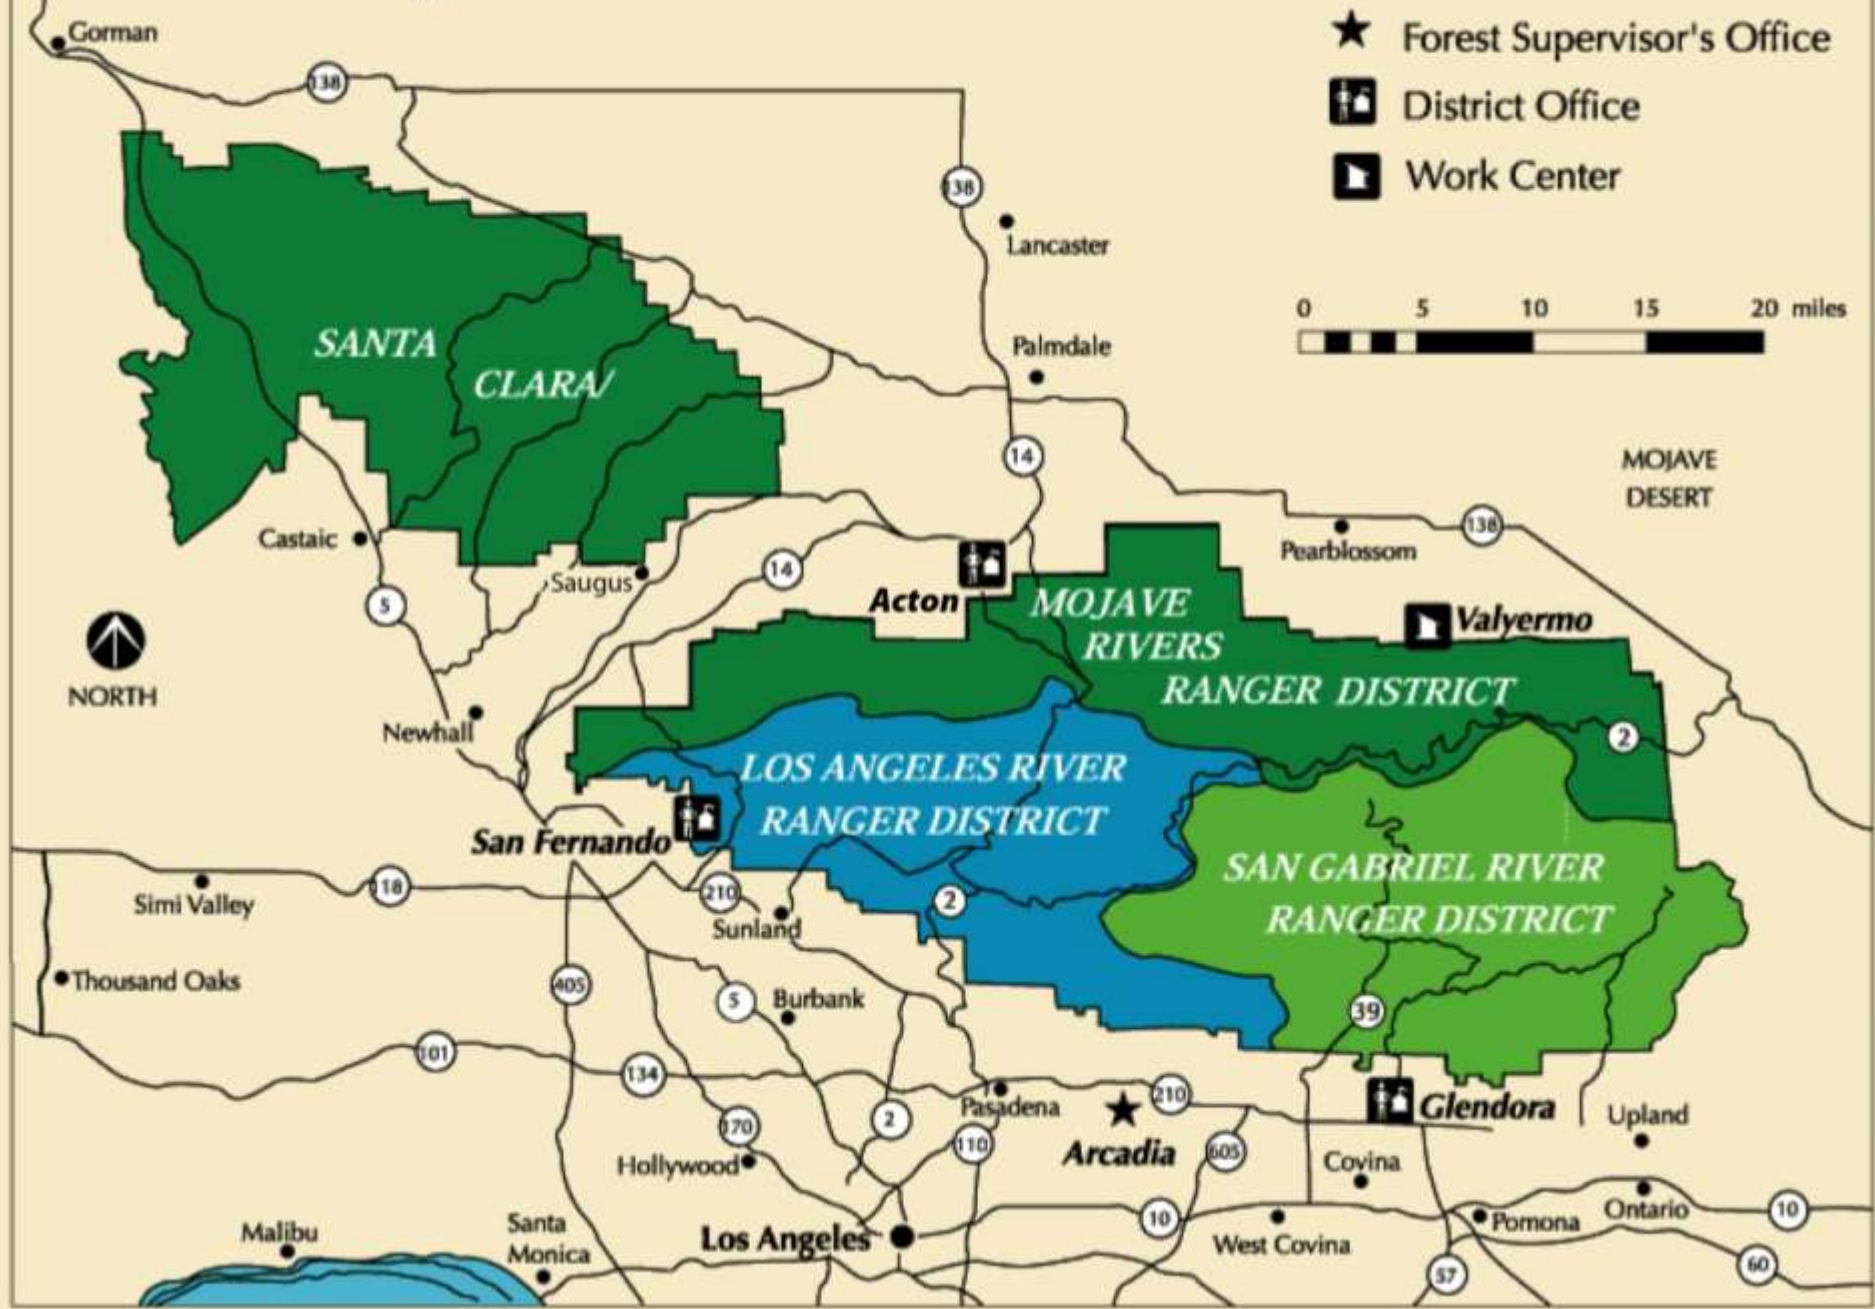 Gorman
138
138
Lancaster
Palmdale
★ Forest Supervisor's Office
District Office
Work Center
0 5 10 15 20 miles
MOJAVE
DESERT
SANTA
CLARA/
14
138
Pearblossom
Castaic
Saugus
14
5
Acton
MOJAVE
RIVERS
RANGER DISTRICT
Valyermo
NORTH
Newhall
2
LOS ANGELES RIVER
RANGER DISTRICT
San Fernando
SAN GABRIEL RIVER
RANGER DISTRICT
18
Simi Valley
210
2
Sunland
Thousand Oaks
405
5
Burbank
39
101
134
Pasadena
210
Glendora
Upland
170
2
110
Arcadia
605
Hollywood
Covina
Malibu
Santa
Monica
Los Angeles
10
West Covina
Pomona
Ontario
10
57
60